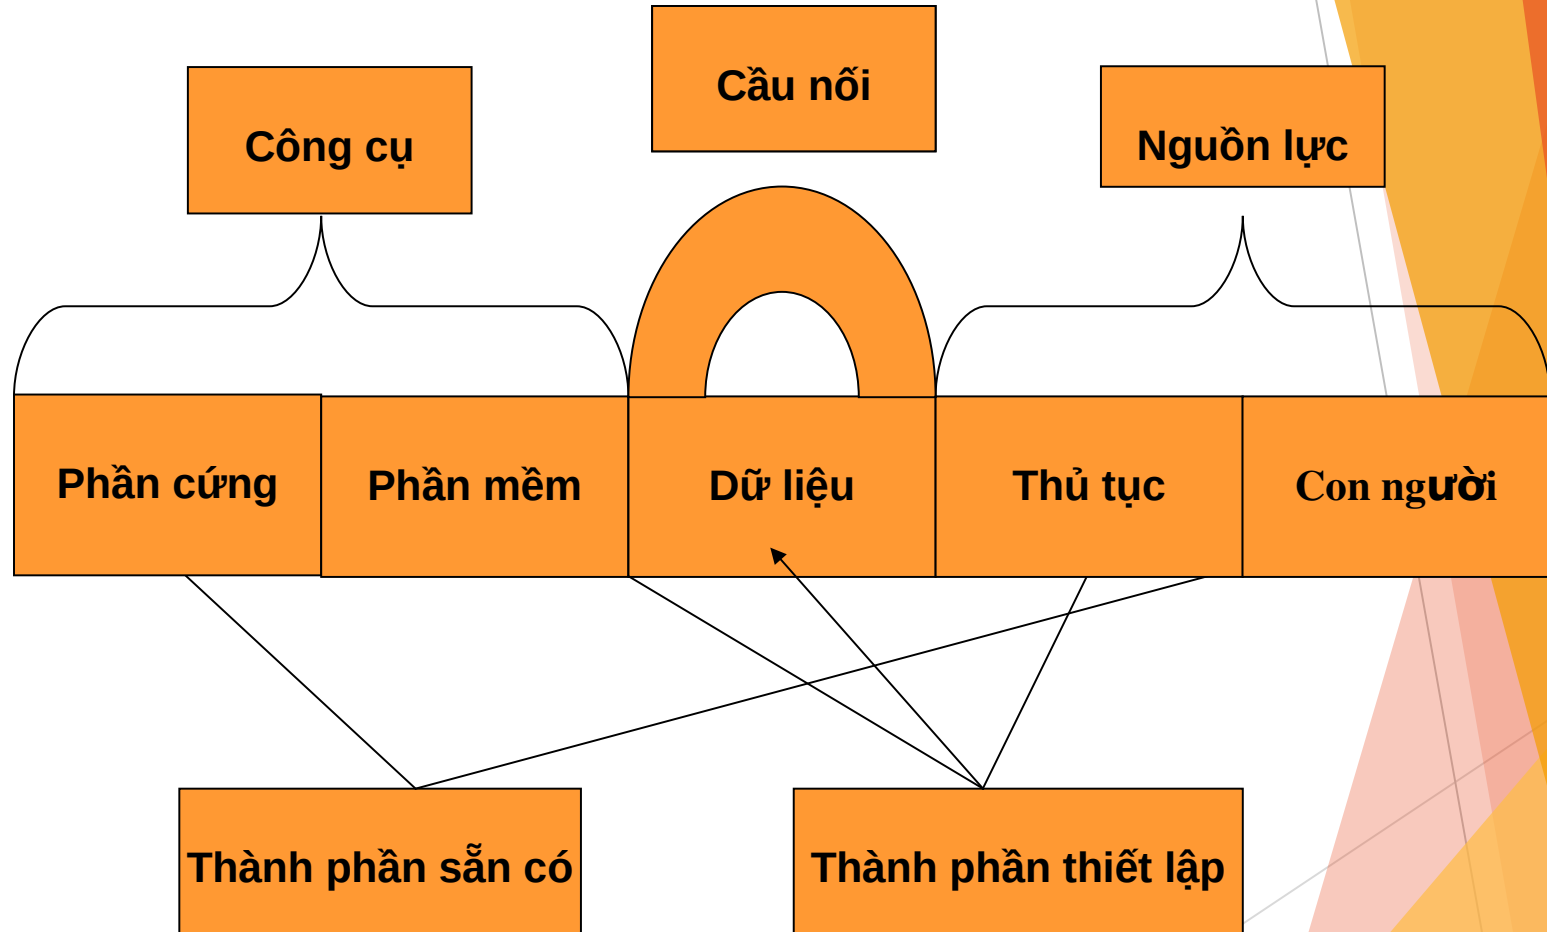 Cầu nối
Công cụ
Nguồn lực
Phần cứng
Phần mềm
Dữ liệu
Thủ tục
Con người
Thành phần sẵn có
Thành phần thiết lập